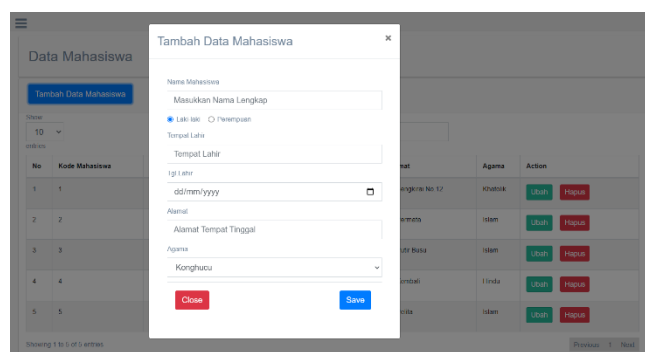 Data Mahasiswa
Tambah Data Mahasiswa
Show
10
entries
No Kode Mahasiswa Agama Action
1 1 No.12 Khatolik Ubah Hapus
2 2 Islam Ubah Hapus
3 3 Islam Ubah Hapus
4 4 Hindu Ubah Hapus
5 5 Islam Ubah Hapus
Showing 1 to 5 of 5 entries
Previous 1 Next
Tambah Data Mahasiswa ×
Nama Mahasiswa
Masukkan Nama Lengkap
Laki laki Perempuan
Tempat Lahir
Tempat Lahir
Tgl Lahir
dd/mm/yyyy
Alamat
Alamat Tempat Tinggal
Agama
Konghucu
Close Save